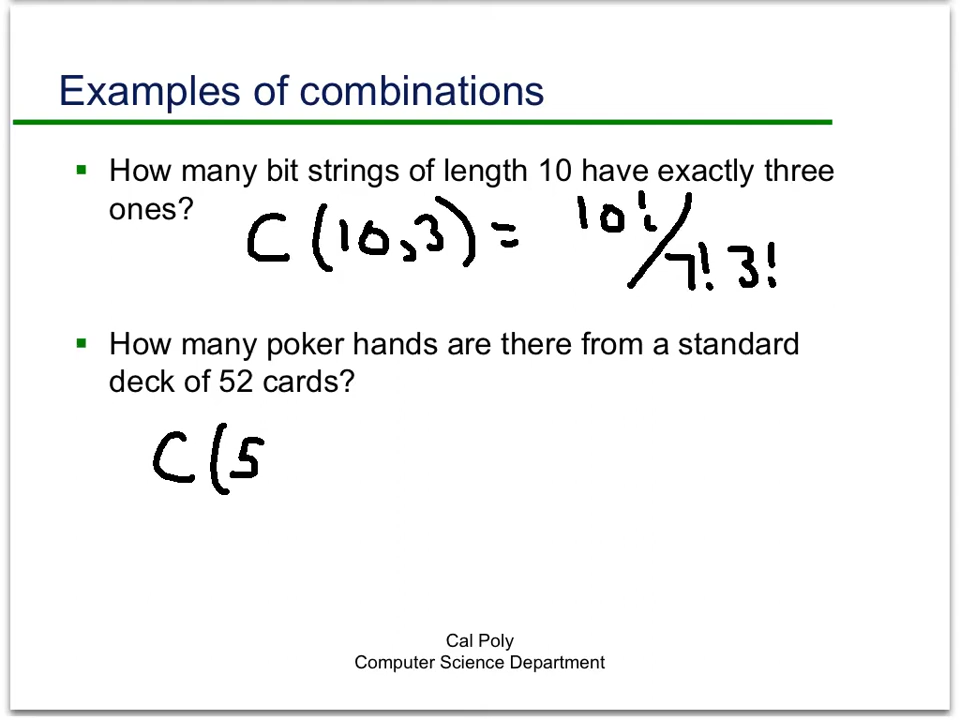 Examples of combinations
▪ How many bit strings of length 10 have exactly three
ones?
C(10,3) = 10!/7!3!
▪ How many poker hands are there from a standard
deck of 52 cards?
C(5
Cal Poly
Computer Science Department